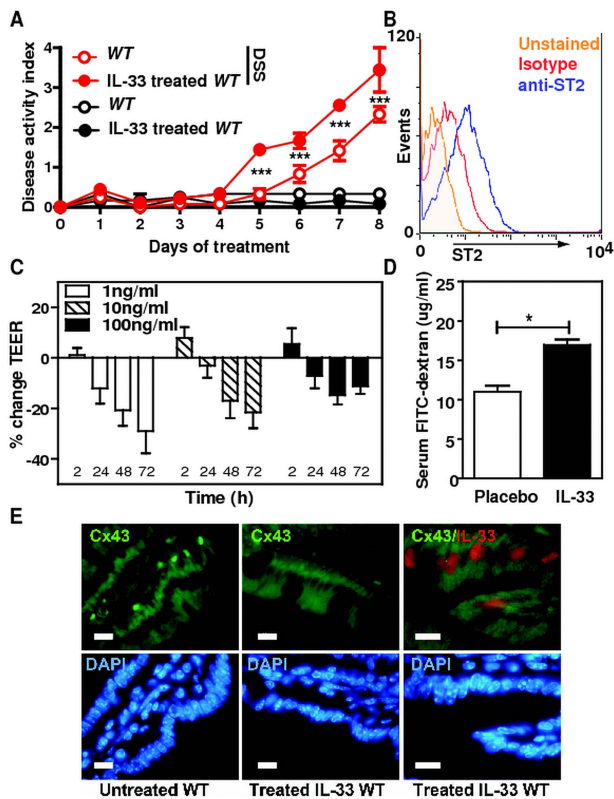 A
Disease activity index
4
3
2
1
0
WT
IL-33 treated WT
DSS
WT
IL-33 treated WT
***
***
***
***
0 1 2 3 4 5 6 7 8
Days of treatment
B
120
Events
0
Unstained
Isotype
anti-ST2
0 ST2 10⁴
C
% change TEER
20
0
-20
-40
1ng/ml
10ng/ml
100ng/ml
2 24 48 72 2 24 48 72 2 24 48 72
Time (h)
D
Serum FITC-dextran (ug/ml)
25
20
15
10
5
0
*
Placebo IL-33
E
Cx43 Cx43 Cx43/IL-33
DAPI DAPI DAPI
Untreated WT Treated IL-33 WT Treated IL-33 WT